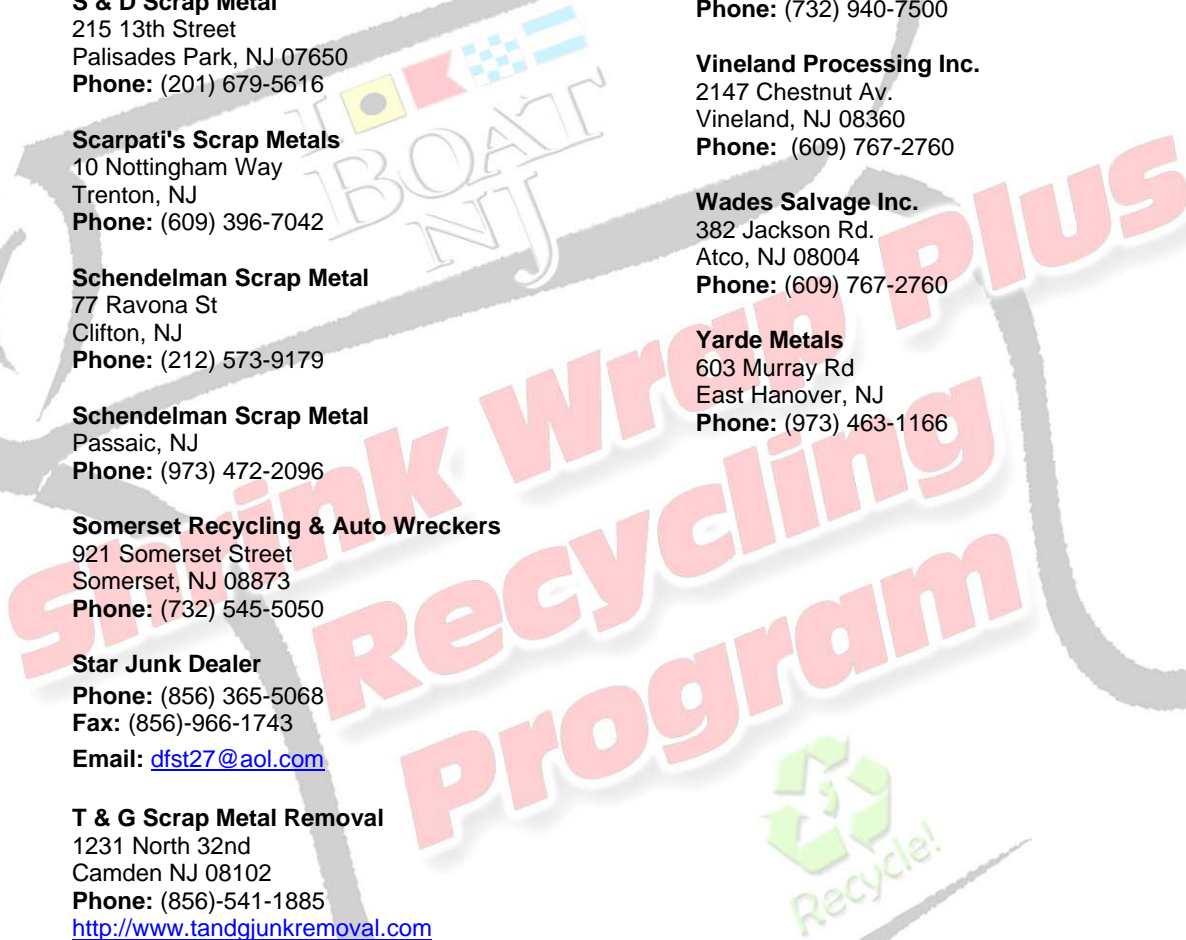 S & D Scrap Metal
215 13th Street
Palisades Park, NJ 07650
Phone: (201) 679-5616
Scarpati's Scrap Metals
10 Nottingham Way
Trenton, NJ
Phone: (609) 396-7042
Schendelman Scrap Metal
77 Ravona St
Clifton, NJ
Phone: (212) 573-9179
Schendelman Scrap Metal
Passaic, NJ
Phone: (973) 472-2096
Somerset Recycling & Auto Wreckers
921 Somerset Street
Somerset, NJ 08873
Phone: (732) 545-5050
Star Junk Dealer
Phone: (856) 365-5068
Fax: (856)-966-1743
Email: dfst27@aol.com
T & G Scrap Metal Removal
1231 North 32nd
Camden NJ 08102
Phone: (856)-541-1885
http://www.tandgjunkremoval.com
Phone: (732) 940-7500
Vineland Processing Inc.
2147 Chestnut Av.
Vineland, NJ 08360
Phone: (609) 767-2760
Wades Salvage Inc.
382 Jackson Rd.
Atco, NJ 08004
Phone: (609) 767-2760
Yarde Metals
603 Murray Rd
East Hanover, NJ
Phone: (973) 463-1166
I
BOAT
NJ
Shrink Wrap Plus
Recycling
Program
Recycle!